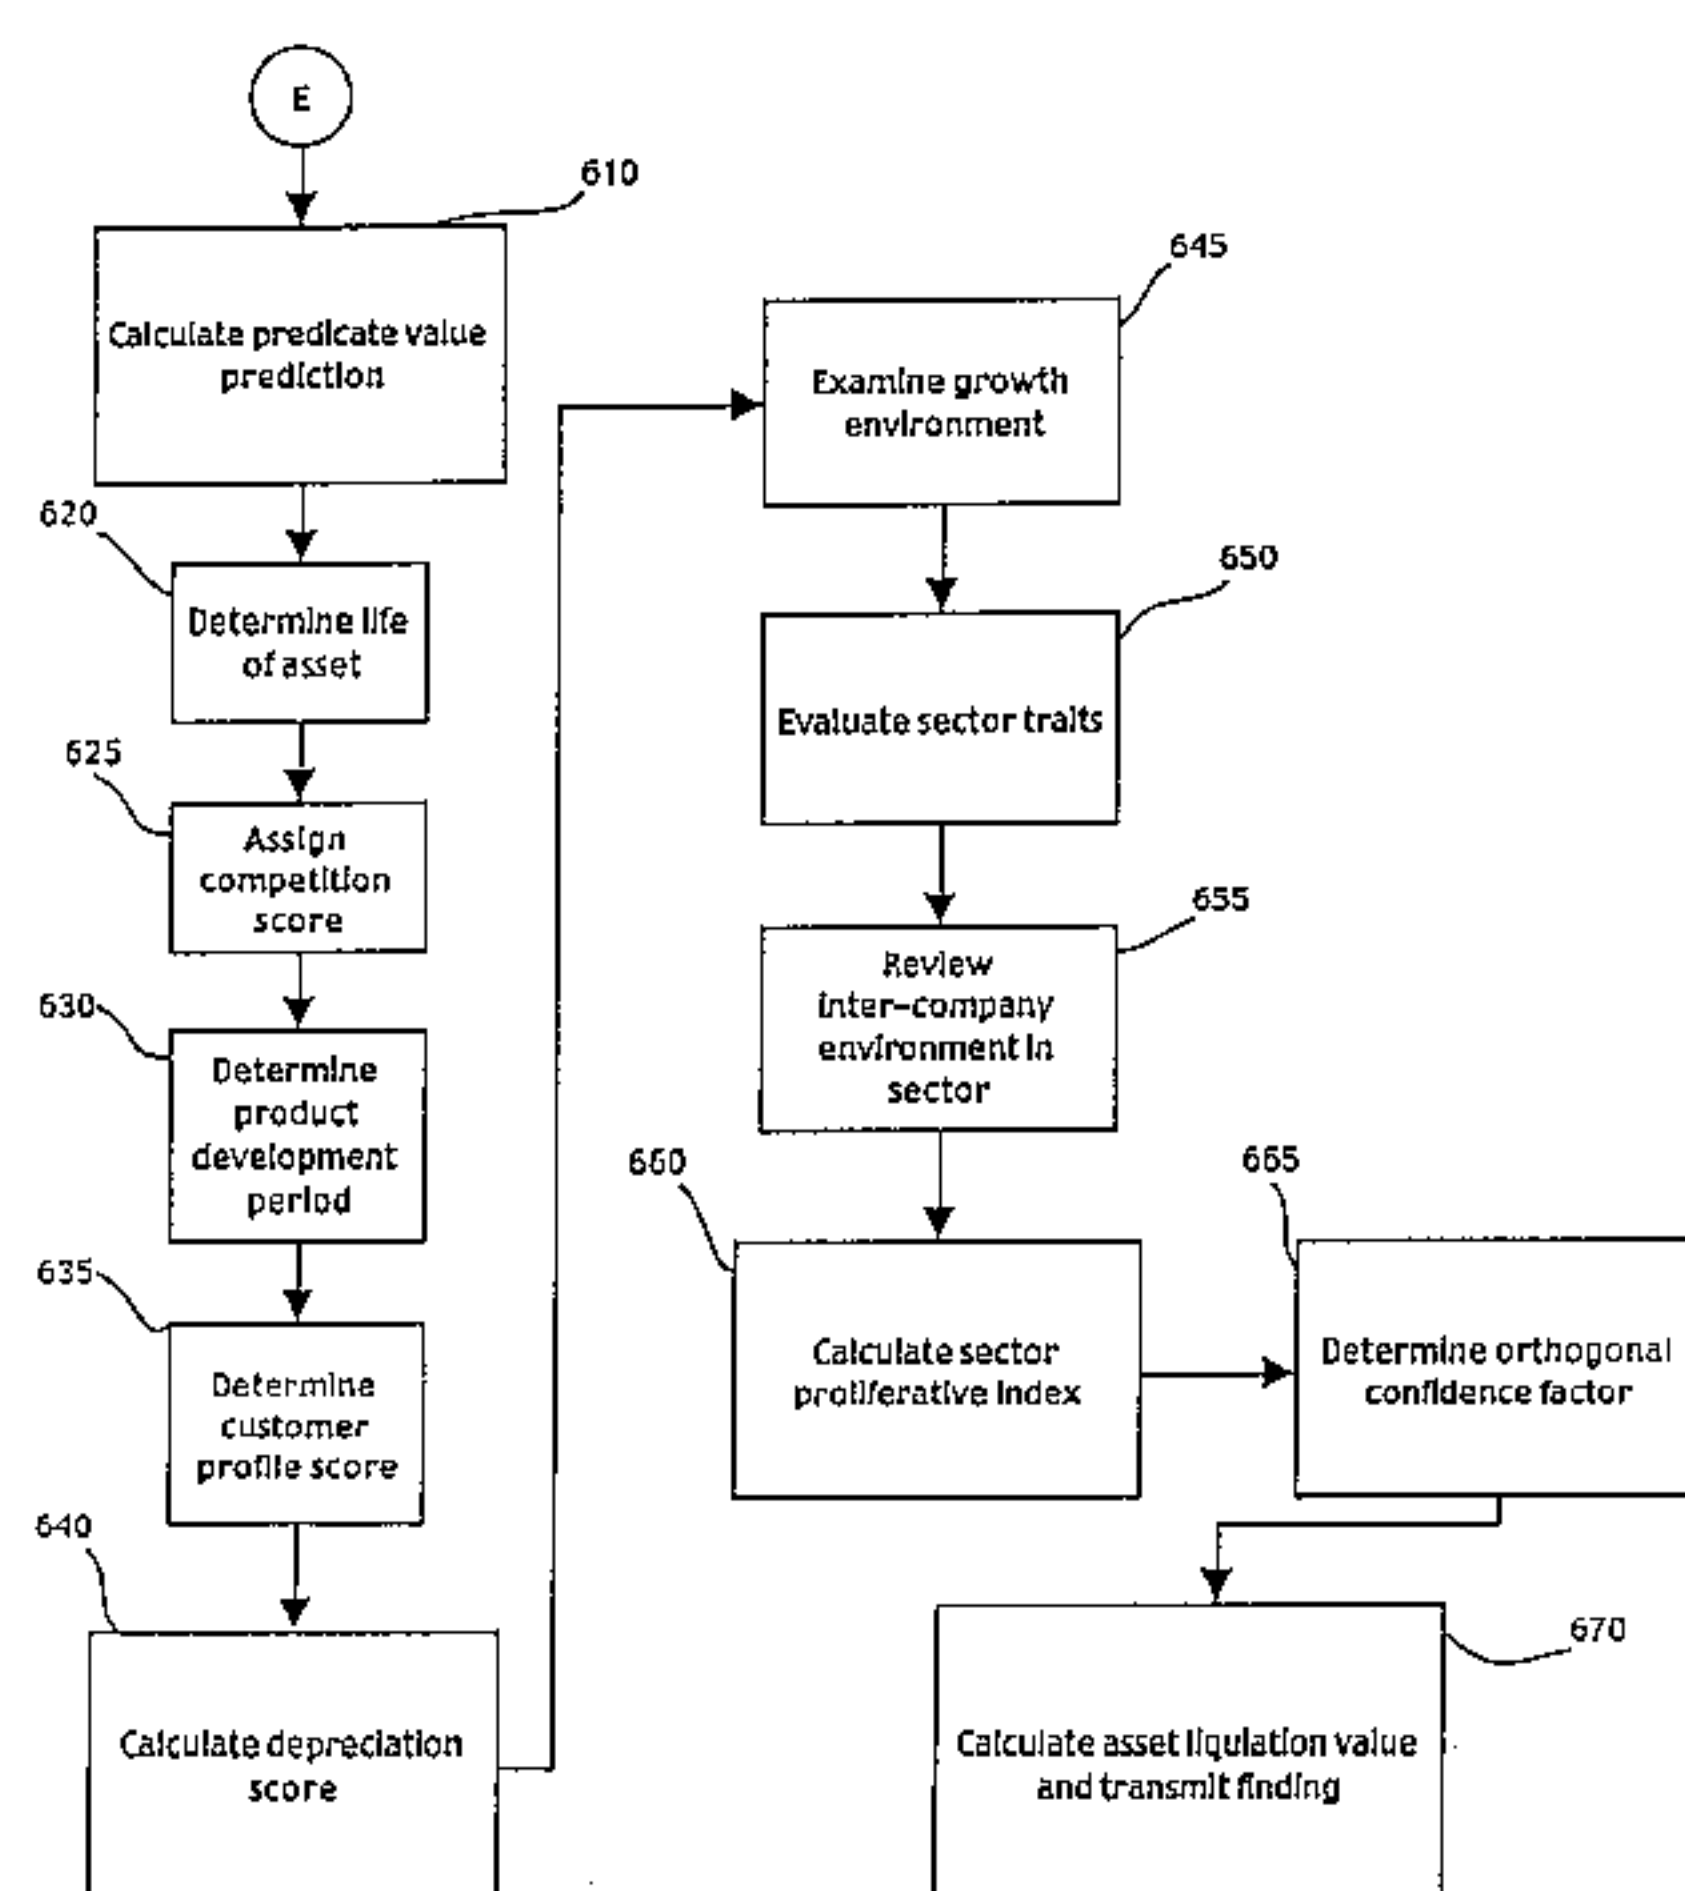 E
610
Calculate predicate value
prediction
620
Determine life
of asset
625
Assign
competition
score
630
Determine
product
development
period
635
Determine
customer
profile score
640
Calculate depreciation
score
645
Examine growth
environment
650
Evaluate sector traits
655
Review
inter-company
environment in
sector
660
Calculate sector
proliferative index
665
Determine orthogonal
confidence factor
670
Calculate asset liqulation value
and transmit finding